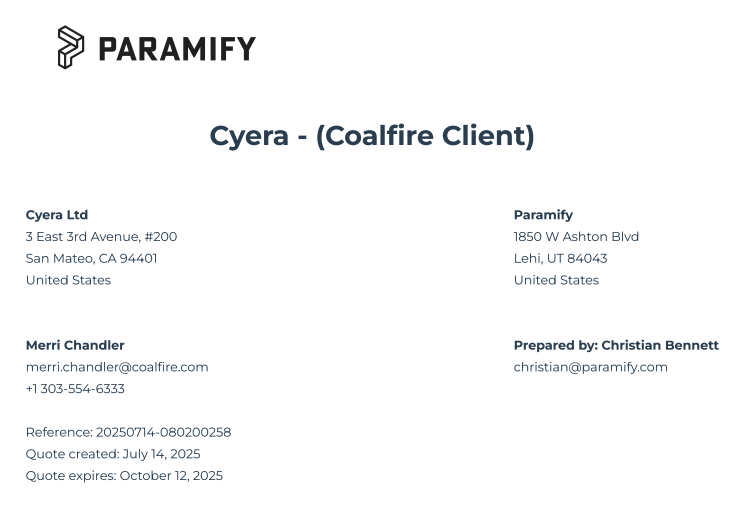 PARAMIFY
Cyera - (Coalfire Client)
Cyera Ltd
3 East 3rd Avenue, #200
San Mateo, CA 94401
United States
Paramify
1850 W Ashton Blvd
Lehi, UT 84043
United States
Merri Chandler
merri.chandler@coalfire.com
+1 303-554-6333
Prepared by: Christian Bennett
christian@paramify.com
Reference: 20250714-080200258
Quote created: July 14, 2025
Quote expires: October 12, 2025